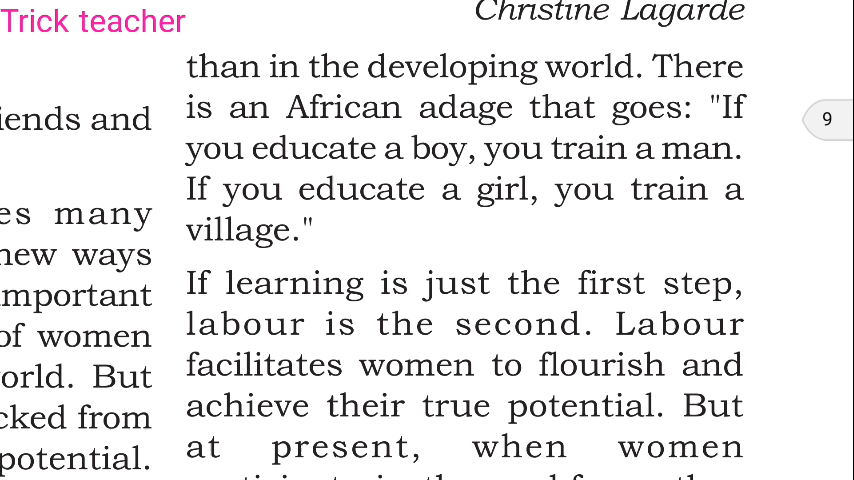 Trick teacher
Christine Lagarde
iends and
es many
new ways
mportant
of women
orld. But
cked from
potential.
than in the developing world. There
is an African adage that goes: "If
you educate a boy, you train a man.
If you educate a girl, you train a
village."
If learning is just the first step,
labour is the second. Labour
facilitates women to flourish and
achieve their true potential. But
at present, when women
9